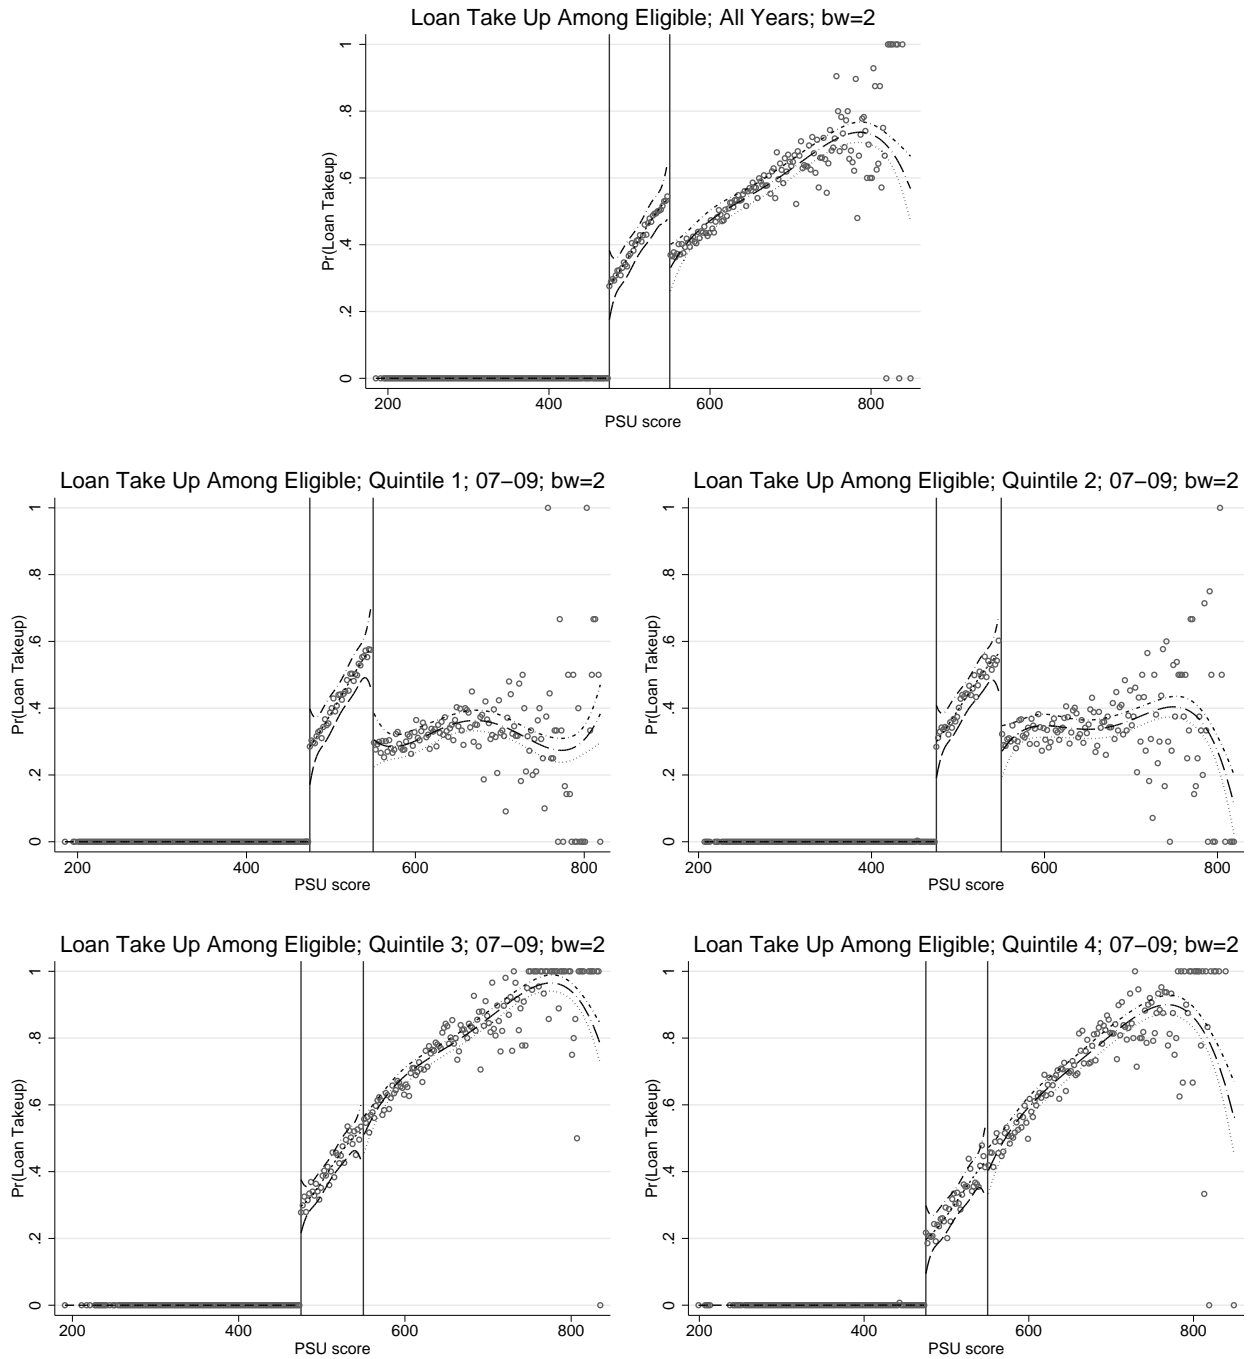 Loan Take Up Among Eligible; All Years; bw=2
Pr(Loan Takeup)
1
.8
.6
.4
.2
0
200 400 600 800
PSU score
Loan Take Up Among Eligible; Quintile 1; 07−09; bw=2
Pr(Loan Takeup)
1
.8
.6
.4
.2
0
200 400 600 800
PSU score
Loan Take Up Among Eligible; Quintile 2; 07−09; bw=2
Pr(Loan Takeup)
1
.8
.6
.4
.2
0
200 400 600 800
PSU score
Loan Take Up Among Eligible; Quintile 3; 07−09; bw=2
Pr(Loan Takeup)
1
.8
.6
.4
.2
0
200 400 600 800
PSU score
Loan Take Up Among Eligible; Quintile 4; 07−09; bw=2
Pr(Loan Takeup)
1
.8
.6
.4
.2
0
200 400 600 800
PSU score